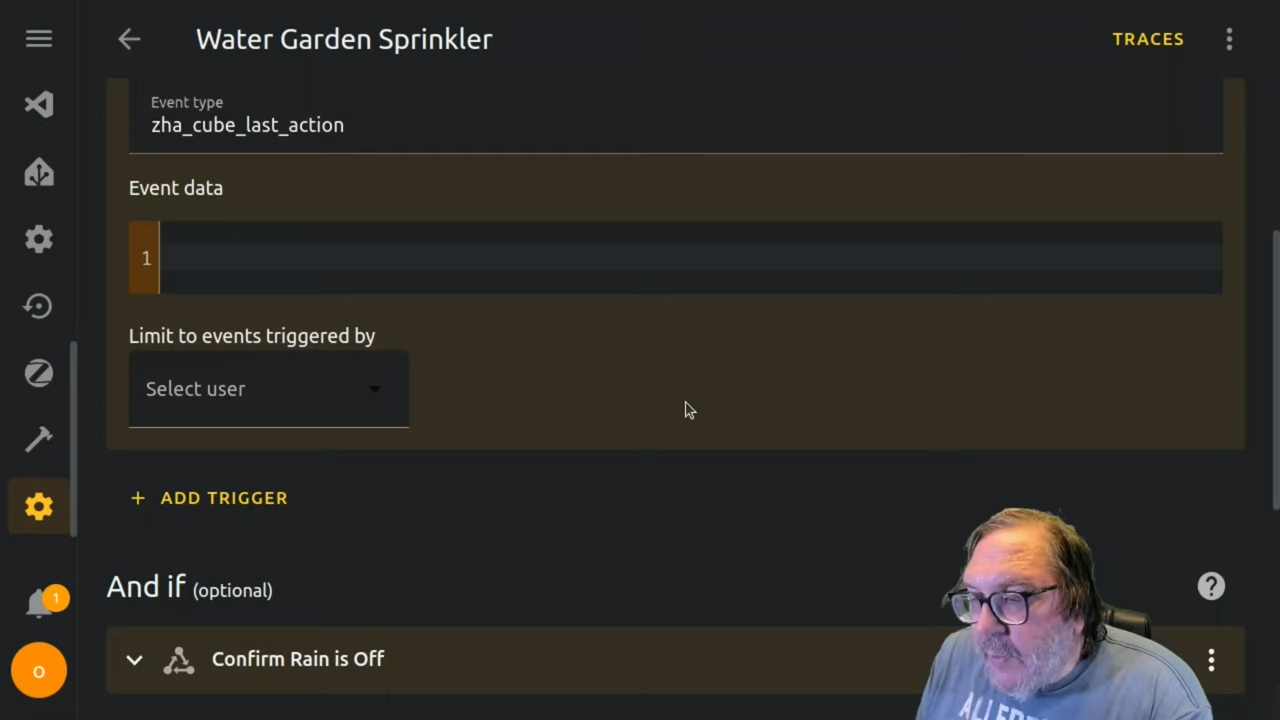 Water Garden Sprinkler
TRACES
Event type
zha_cube_last_action
Event data
1
Limit to events triggered by
Select user
+ ADD TRIGGER
And if (optional)
?
Confirm Rain is Off
1
o